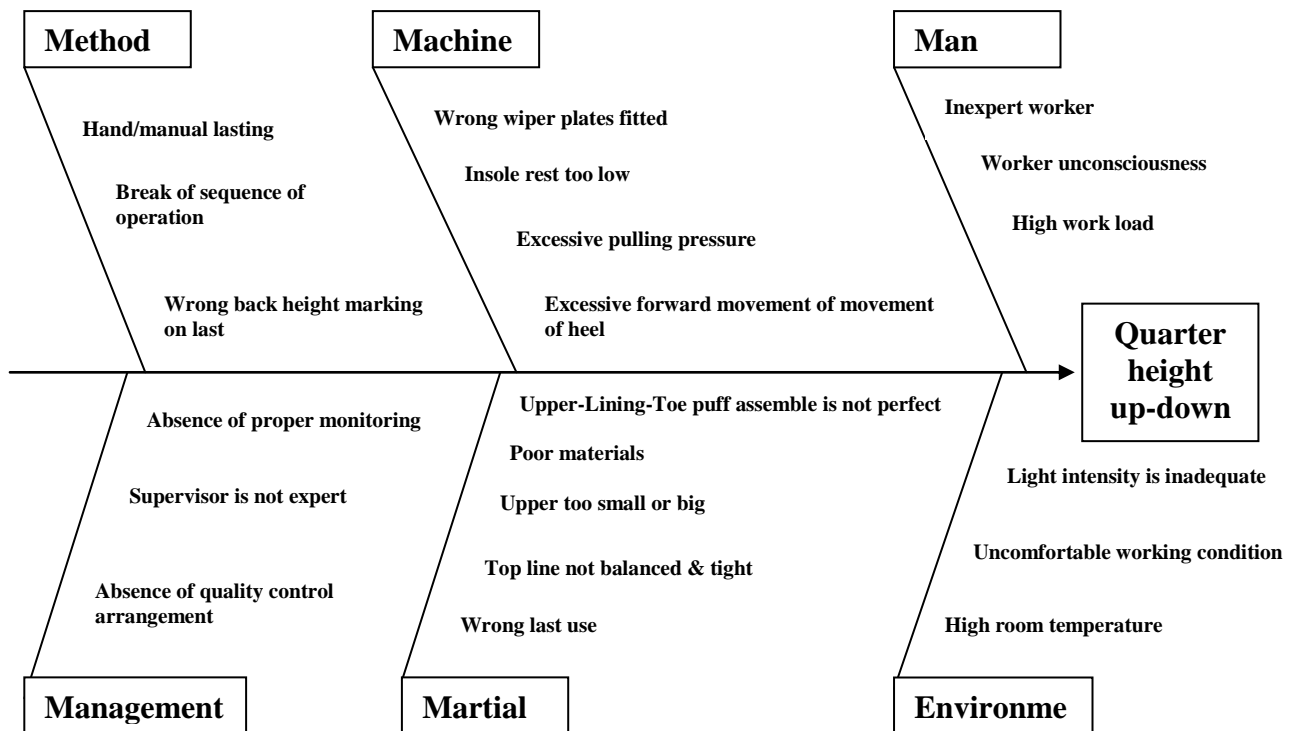 Method
Machine
Man
Hand/manual lasting
Break of sequence of
operation
Wrong back height marking
on last
Wrong wiper plates fitted
Insole rest too low
Excessive pulling pressure
Excessive forward movement of movement
of heel
Inexpert worker
Worker unconsciousness
High work load
Quarter
height
up-down
Absence of proper monitoring
Supervisor is not expert
Absence of quality control
arrangement
Upper-Lining-Toe puff assemble is not perfect
Poor materials
Upper too small or big
Top line not balanced & tight
Wrong last use
Light intensity is inadequate
Uncomfortable working condition
High room temperature
Management
Martial
Environme